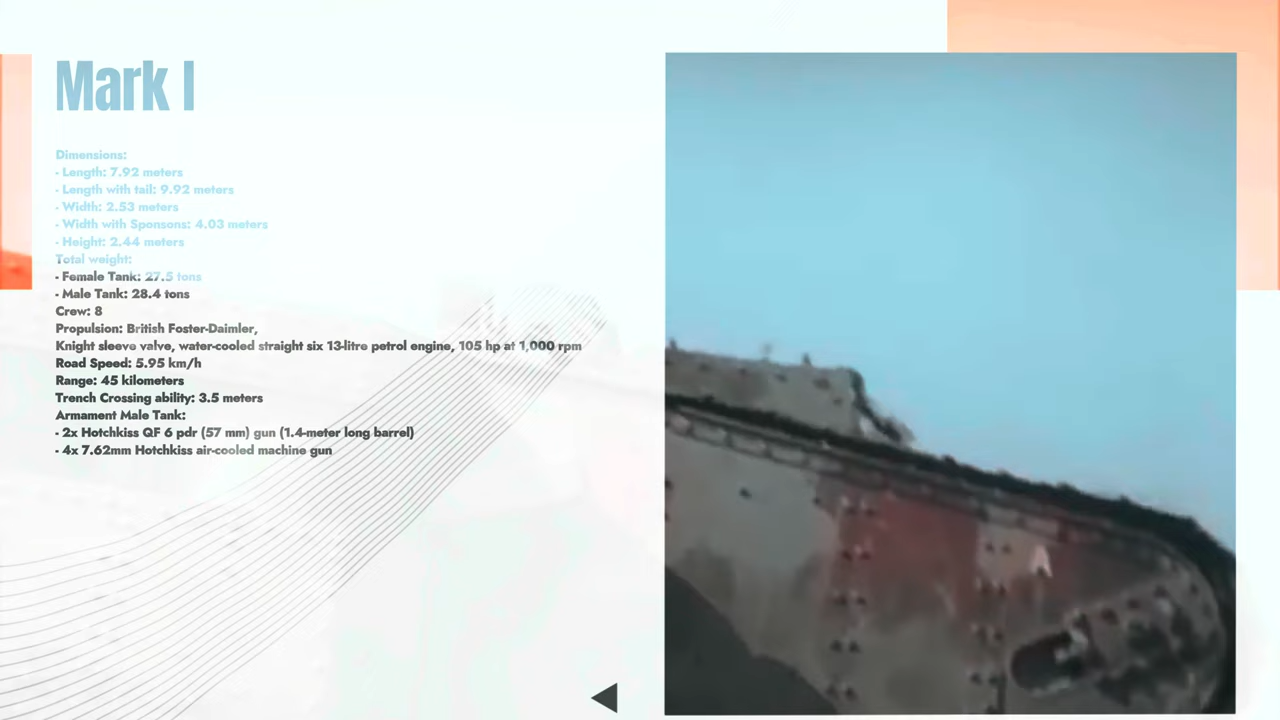 Mark I
Dimensions:
- Length: 7.92 meters
- Length with tail: 9.92 meters
- Width: 2.53 meters
- Width with Sponsons: 4.03 meters
- Height: 2.44 meters
Total weight:
- Female Tank: 27.5 tons
- Male Tank: 28.4 tons
Crew: 8
Propulsion: British Foster-Daimler,
Knight sleeve valve, water-cooled straight six 13-litre petrol engine, 105 hp at 1,000 rpm
Road Speed: 5.95 km/h
Range: 45 kilometers
Trench Crossing ability: 3.5 meters
Armament Male Tank:
- 2x Hotchkiss QF 6 pdr (57 mm) gun (1.4-meter long barrel)
- 4x 7.62mm Hotchkiss air-cooled machine gun